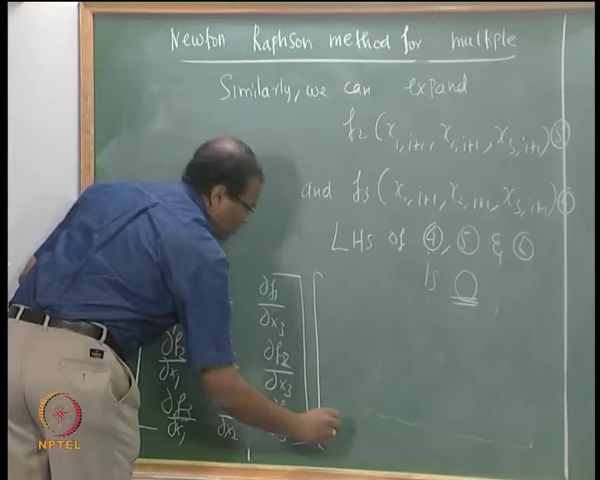 Newton Raphson method for multiple
Similarly, we can expand
f2 (x1,i+1, x2,i+1, x3,i+1) ⑤
and f3 (x1,i+1, x2,i+1, x3,i+1)
LHS of ④, ⑤ & ⑥
is 0
∂f1
∂x3
∂f2 ∂f2
∂x1 ∂x3
∂f3
∂x1 ∂x2
NPTEL